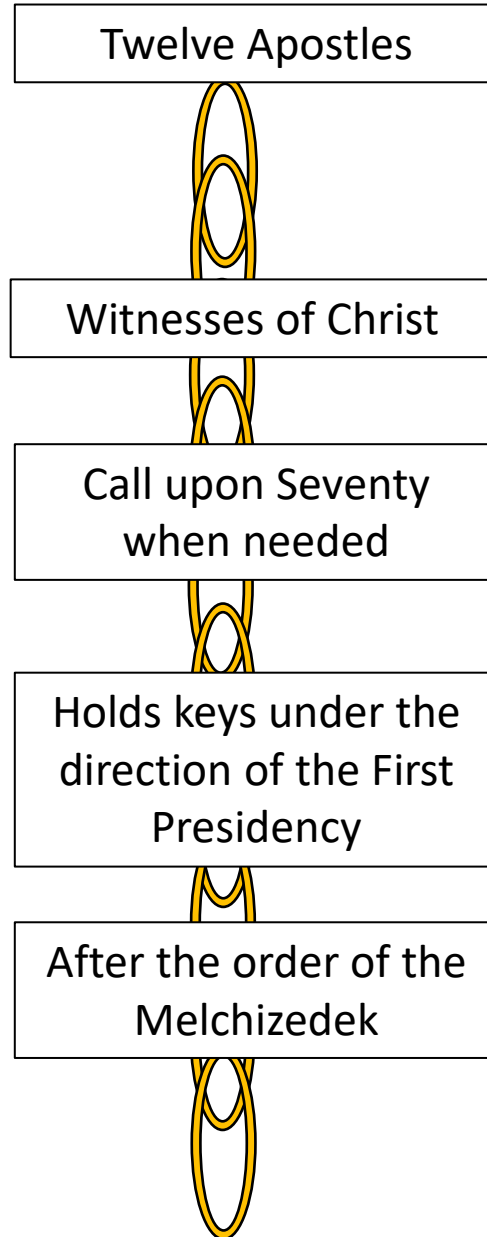 Twelve Apostles
Witnesses of Christ
Call upon Seventy
when needed
Holds keys under the
direction of the First
Presidency
After the order of the
Melchizedek